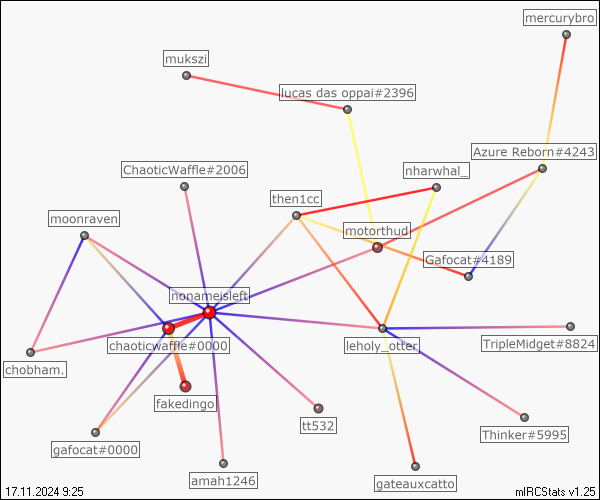 mercurybro
mukszi
lucas das oppai#2396
Azure Reborn#4243
ChaoticWaffle#2006
nharwhal_
then1cc
moonraven
motorthud
Gafocat#4189
nonameisleft
chaoticwaffle#0000
leholy_otter
TripleMidget#8824
chobham.
fakedingo
tt532
Thinker#5995
gafocat#0000
amah1246
gateauxcatto
17.11.2024 9:25
mIRCStats v1.25